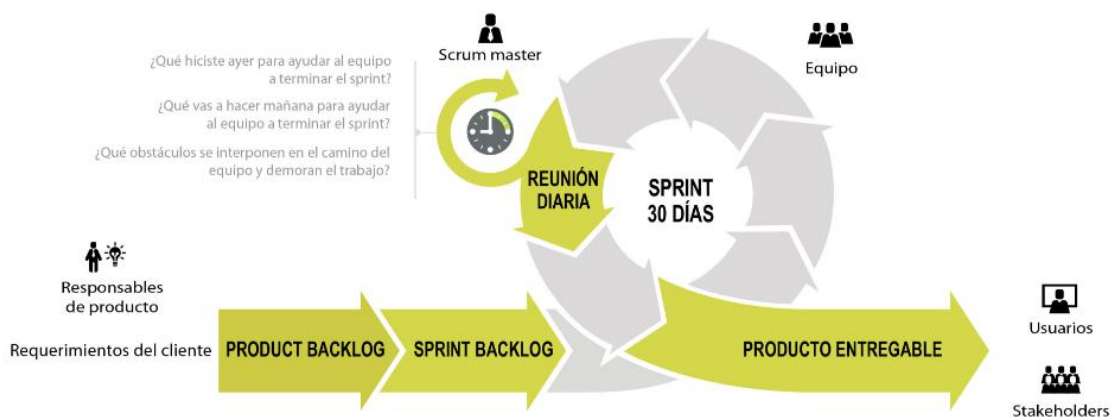 Scrum master
¿Qué hiciste ayer para ayudar al equipo
a terminar el sprint?
¿Qué vas a hacer mañana para ayudar
al equipo a terminar el sprint?
¿Qué obstáculos se interponen en el camino del
equipo y demoran el trabajo?
REUNIÓN
DIARIA
SPRINT
30 DÍAS
Equipo
Responsables
de producto
Requerimientos del cliente
PRODUCT BACKLOG
SPRINT BACKLOG
PRODUCTO ENTREGABLE
Usuarios
Stakeholders